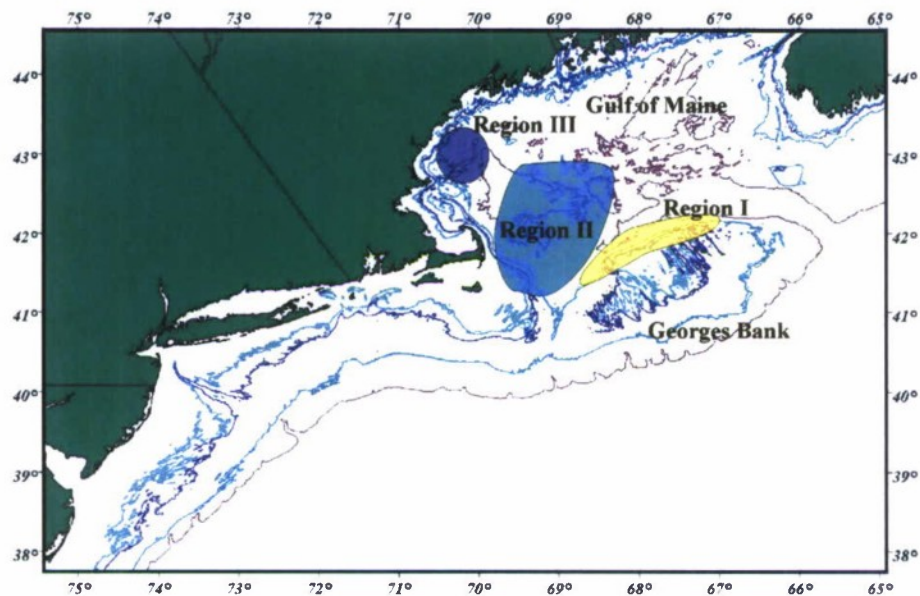 75° 74° 73° 72° 71° 70° 69° 68° 67° 66° 65°
44° 44°
Gulf of Maine
Region III
43° 43°
Region I
42° Region II 42°
41° 41°
Georges Bank
40° 40°
39° 39°
38° 38°
75° 74° 73° 72° 71° 70° 69° 68° 67° 66° 65°